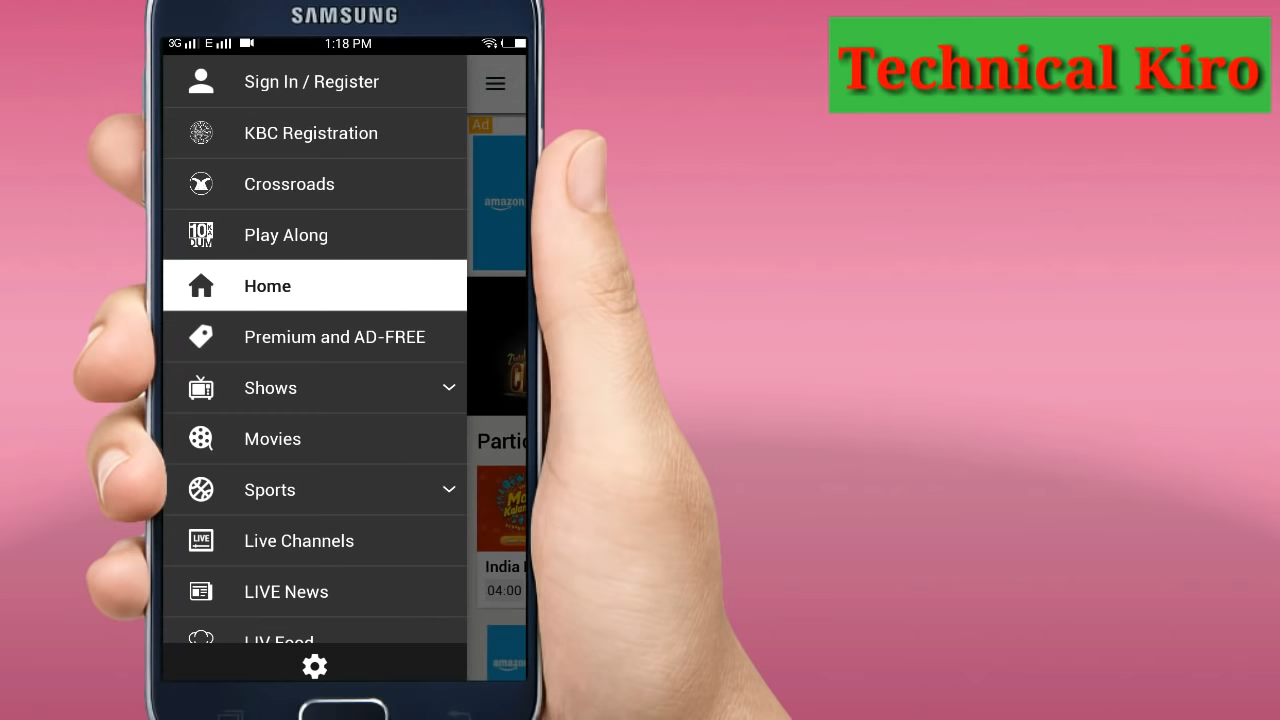 SAMSUNG
Technical Kiro
3G E 1:18 PM
Sign In / Register
KBC Registration
Crossroads
Play Along
Home
Premium and AD-FREE
Shows
Movies
Sports
LIVE
Live Channels
LIVE News
LIV Food
Ad
amazon
Partic
India
04:00
amazon